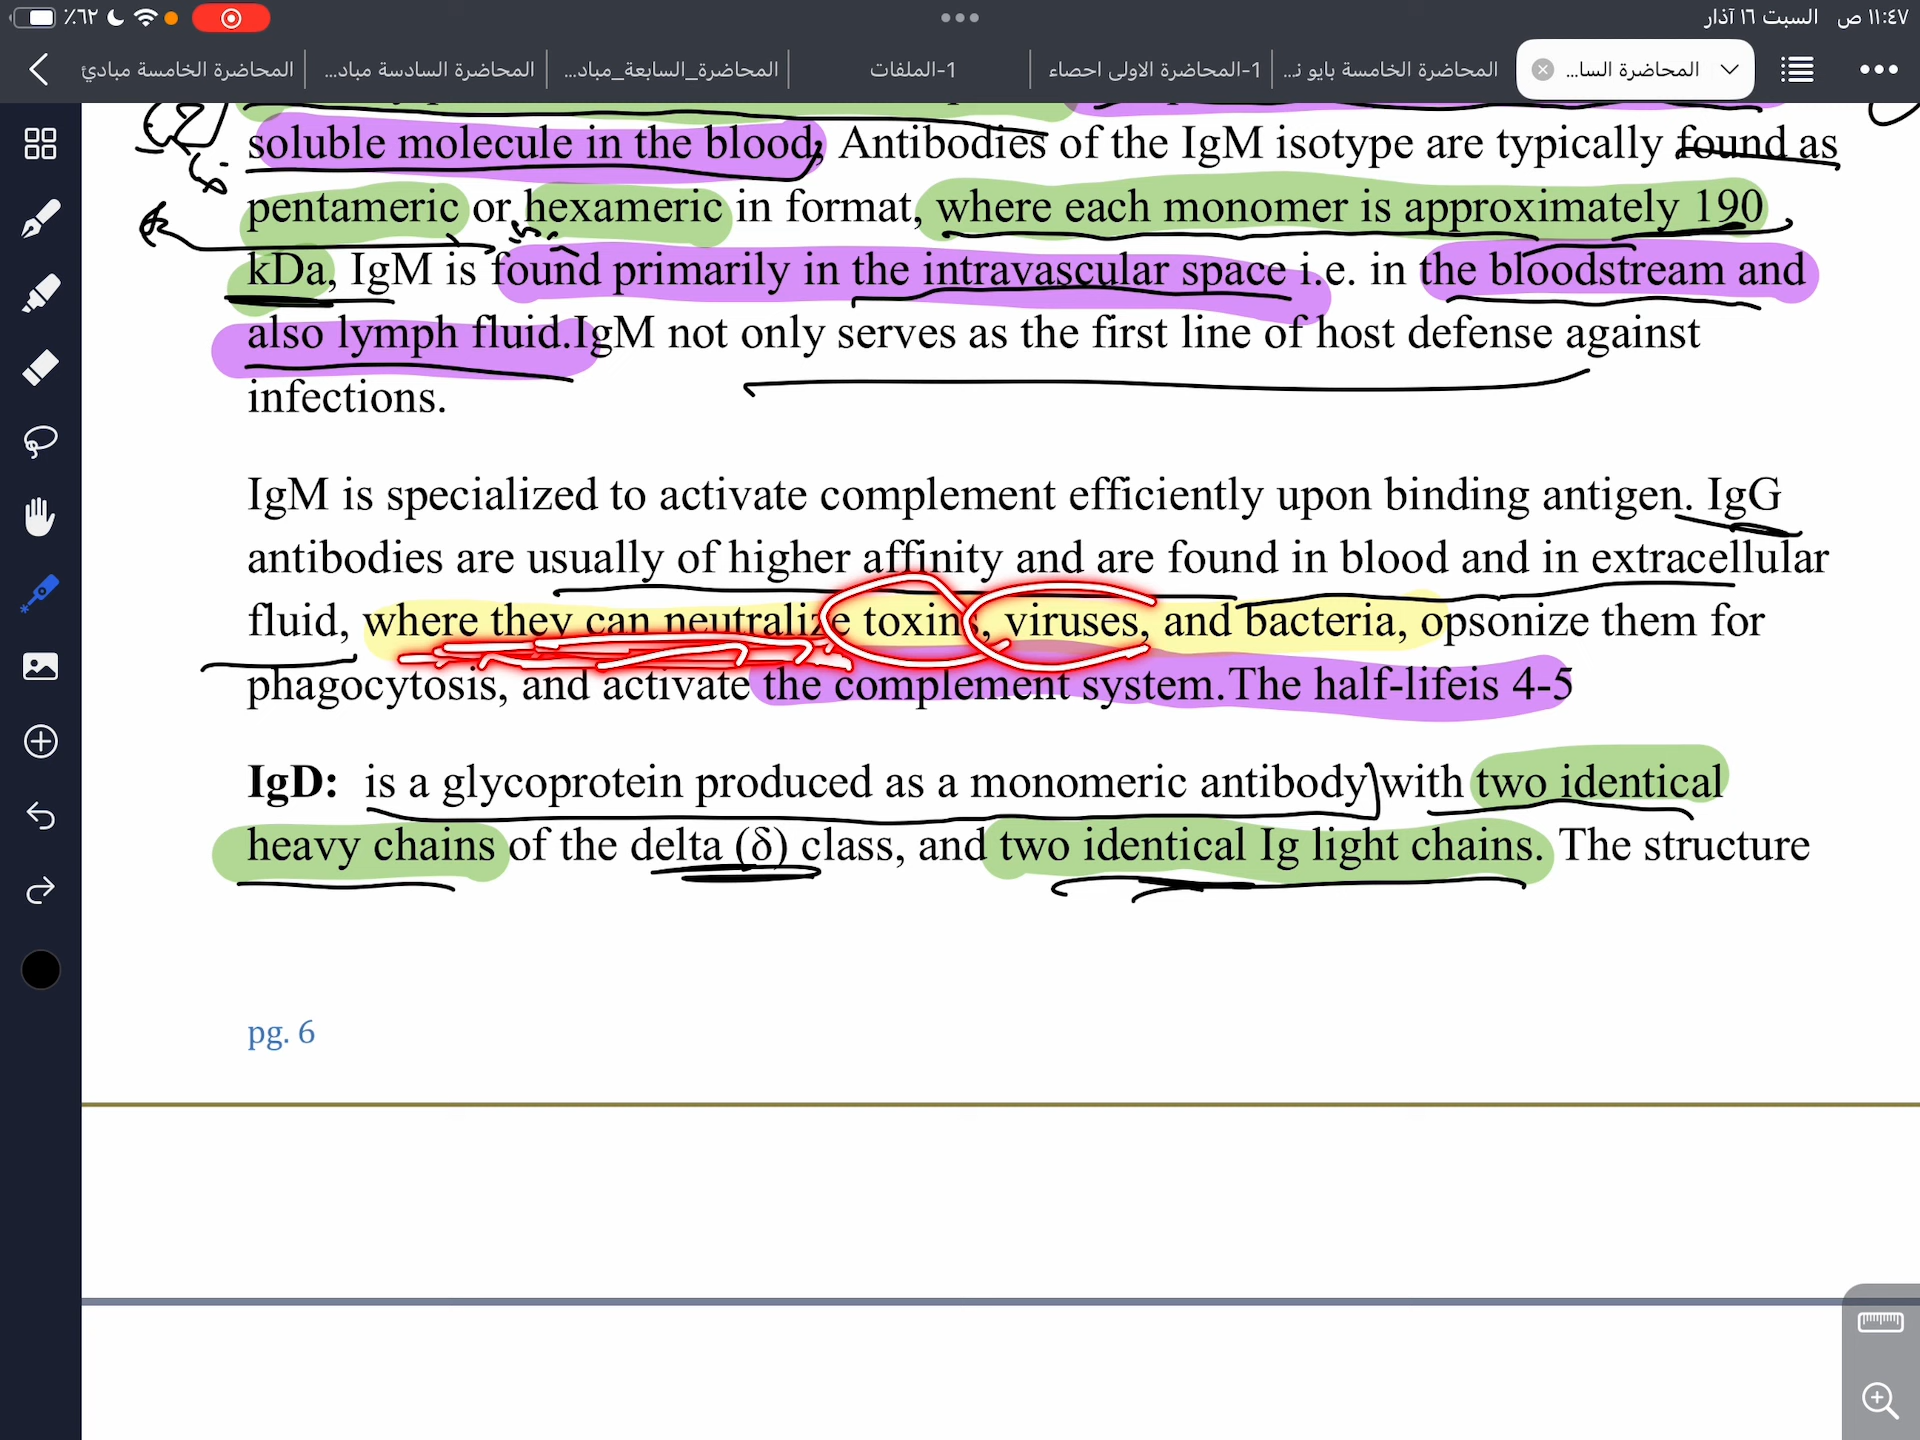 ٪٦٢
السبت ١٦ آذار
١١:٤٧ ص
المحاضرة الخامسة مبادئ
المحاضرة السادسة مباد...
المحاضرة_السابعة_مباد...
1-الملفات
1-المحاضرة الاولى احصاء
المحاضرة الخامسة بايو نـ...
المحاضرة السا...
soluble molecule in the blood, Antibodies of the IgM isotype are typically found as
pentameric or hexameric in format, where each monomer is approximately 190
kDa, IgM is found primarily in the intravascular space i.e. in the bloodstream and
also lymph fluid.IgM not only serves as the first line of host defense against
infections.
IgM is specialized to activate complement efficiently upon binding antigen. IgG
antibodies are usually of higher affinity and are found in blood and in extracellular
fluid, where they can neutralize toxins, viruses, and bacteria, opsonize them for
phagocytosis, and activate the complement system.The half-lifeis 4-5
IgD: is a glycoprotein produced as a monomeric antibody with two identical
heavy chains of the delta (δ) class, and two identical Ig light chains. The structure
pg. 6